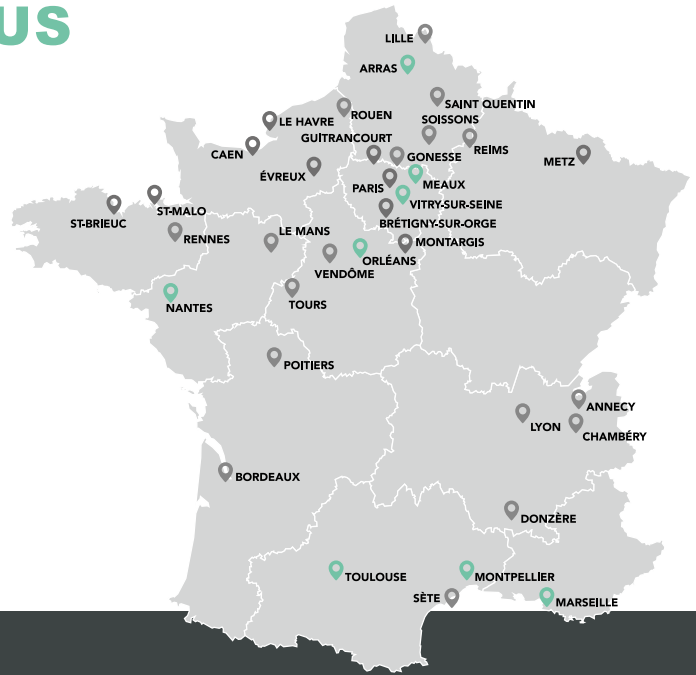 US
LILLE
ARRAS
SAINT QUENTIN
ROUEN
SOISSONS
LE HAVRE
GUITRANCOURT
REIMS
CAEN
GONESSE
METZ
ÉVREUX
PARIS
MEAUX
VITRY-SUR-SEINE
ST-MALO
ST-BRIEUC
BRÉTIGNY-SUR-ORGE
LE MANS
RENNES
MONTARGIS
ORLÉANS
VENDÔME
NANTES
TOURS
POITIERS
ANNECY
LYON
CHAMBÉRY
BORDEAUX
DONZÈRE
TOULOUSE
MONTPELLIER
SÈTE
MARSEILLE